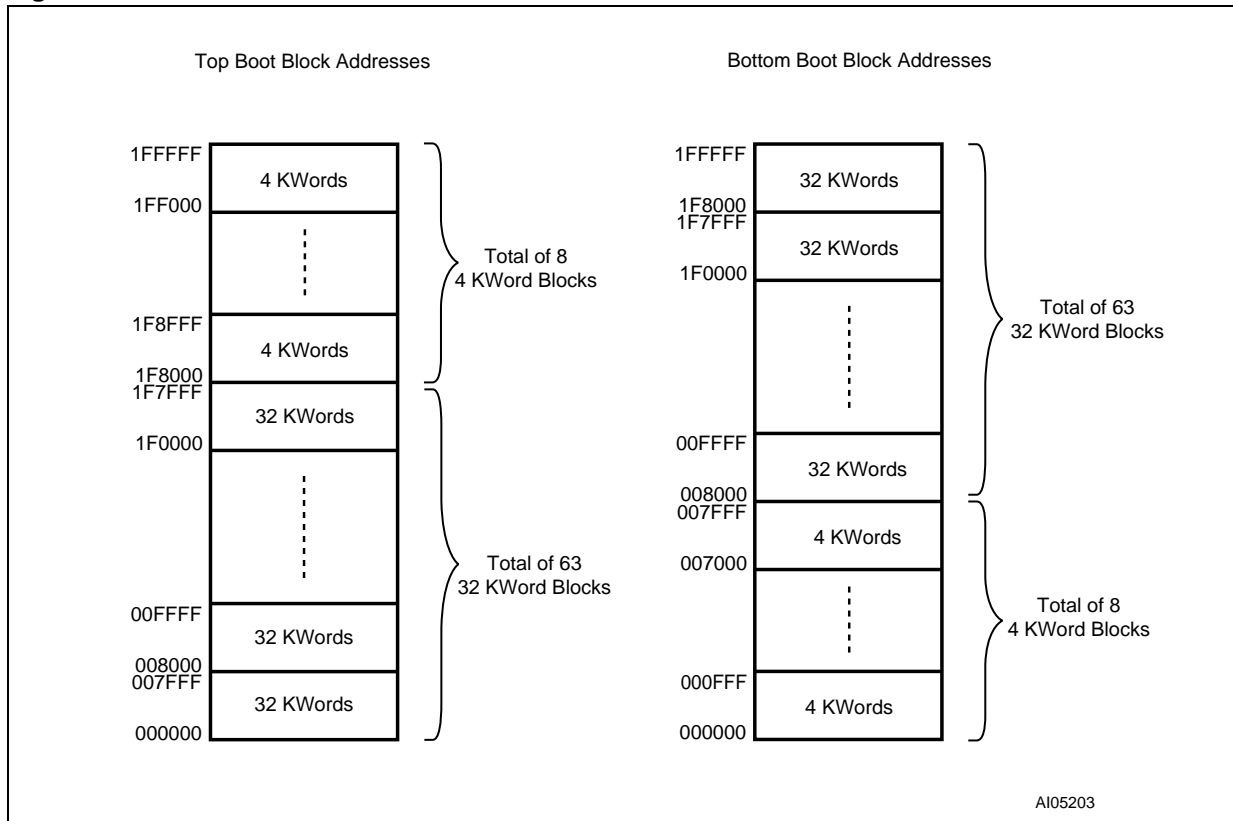 Top Boot Block Addresses
1FFFFF
4 KWords
1FF000
Total of 8
4 KWord Blocks
1F8FFF
4 KWords
1F8000
1F7FFF
32 KWords
1F0000
Total of 63
32 KWord Blocks
00FFFF
32 KWords
008000
007FFF
32 KWords
000000
Bottom Boot Block Addresses
1FFFFF
32 KWords
1F8000
1F7FFF
32 KWords
1F0000
Total of 63
32 KWord Blocks
00FFFF
32 KWords
008000
007FFF
4 KWords
007000
Total of 8
4 KWord Blocks
000FFF
4 KWords
000000
AI05203